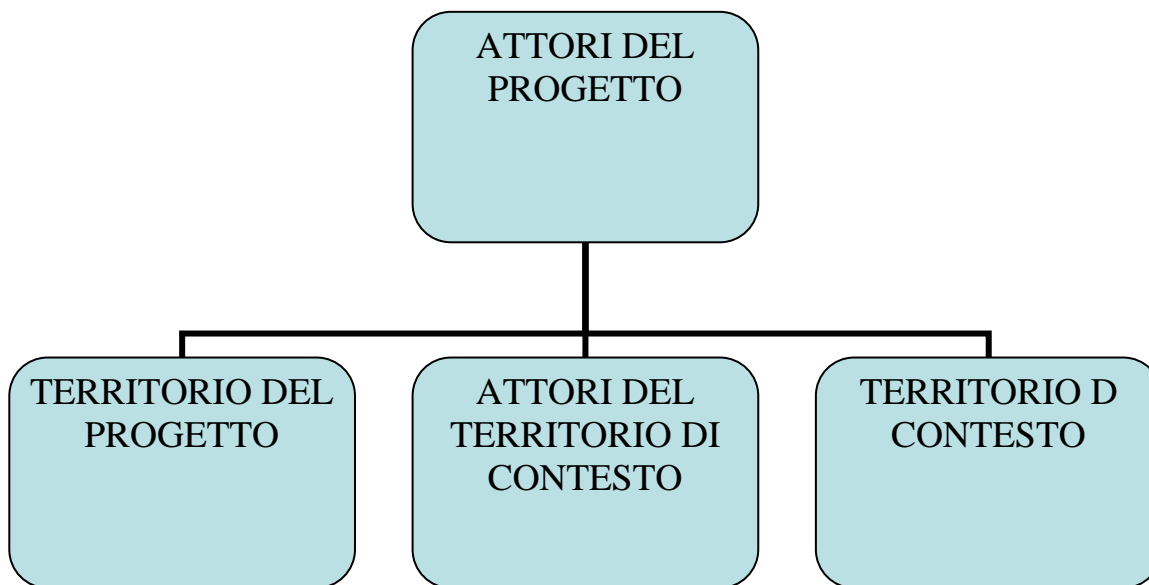 ATTORI DEL
PROGETTO
TERRITORIO DEL
PROGETTO
ATTORI DEL
TERRITORIO DI
CONTESTO
TERRITORIO D
CONTESTO